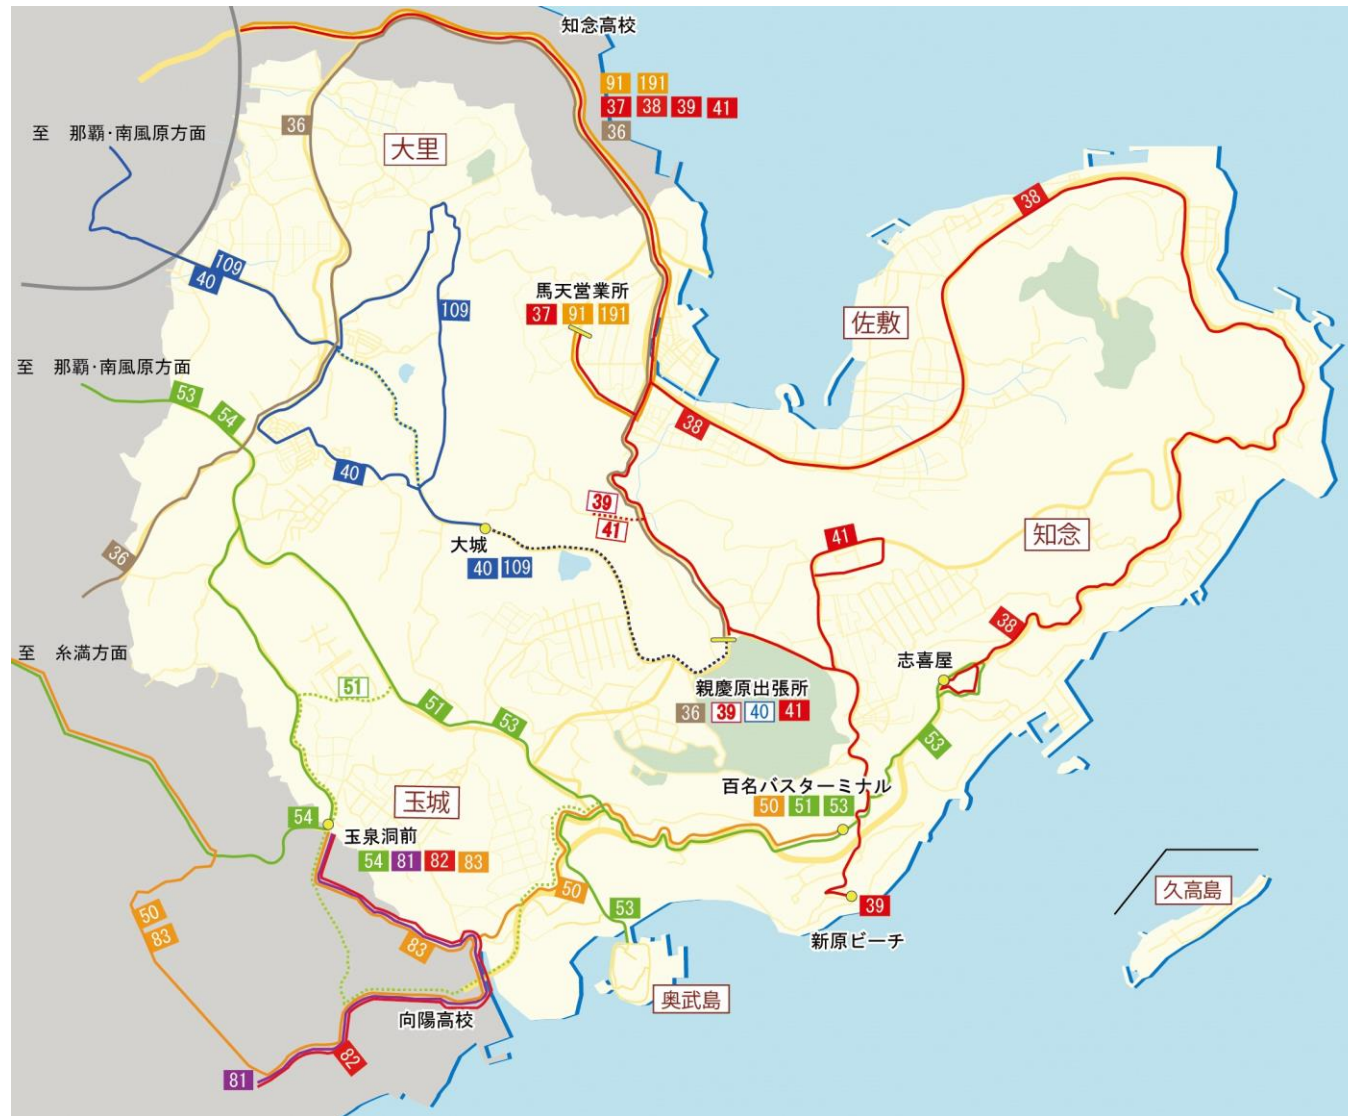 知念高校
91 191
37 38 39 41
36
36
至 那覇・南風原方面
大里
38
109
40
109
馬天営業所
37 91 191
佐敷
至 那覇・南風原方面
53
54
38
40
39
41
41
知念
36
大城
40 109
38
至 糸満方面
志喜屋
51
親慶原出張所
36 39 40 41
51
53
53
百名バスターミナル
50 51 53
玉城
54
玉泉洞前
54 81 82 83
50
53
39
久高島
50
83
83
新原ビーチ
奥武島
向陽高校
82
81